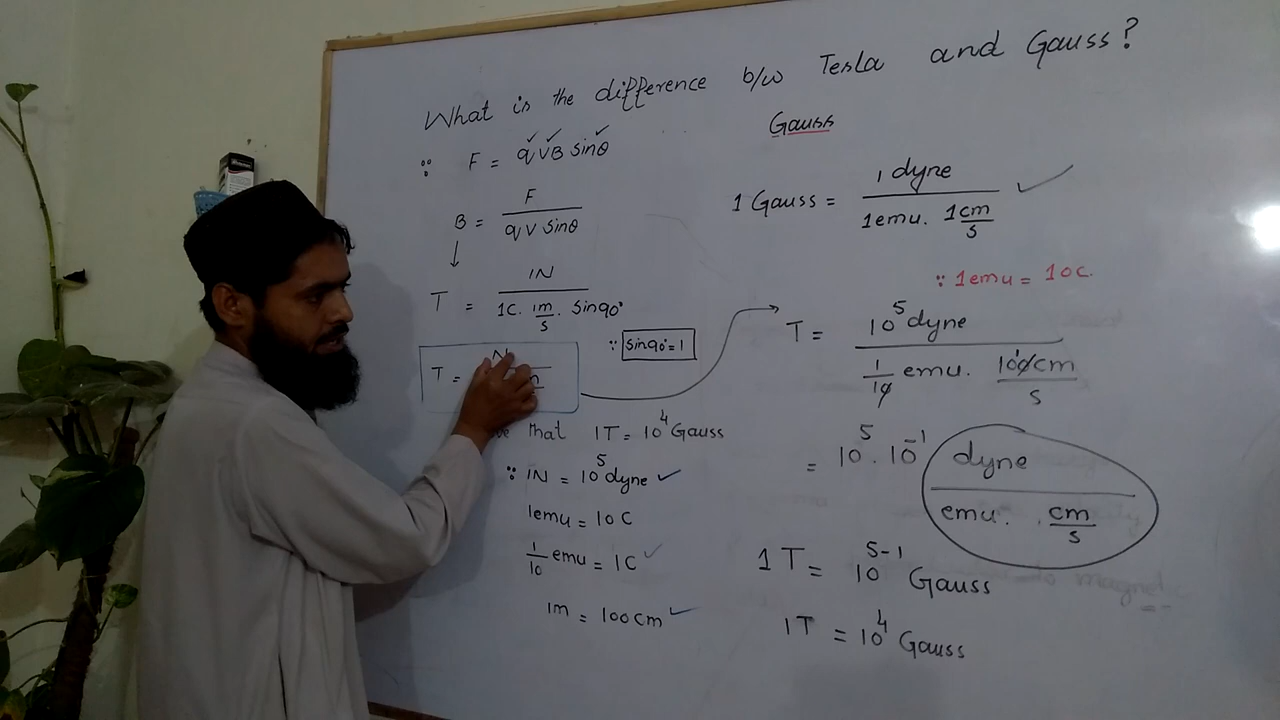 What is the difference b/w Tesla and Gauss?
∵ F = qvB sinθ
B = F / qv sinθ
↓
T = 1N / 1C. 1m/s. Sin90°
∵ Sin90°=1
T = N / m
that 1T = 10^4 Gauss
∵ 1N = 10^5 dyne ✓
1emu = 10C
1/10 emu = 1C ✓
1m = 100cm ✓
Gauss
1 Gauss = 1 dyne / 1emu. 1cm/s ✓
∵ 1emu = 10C.
T = 10^5 dyne / 1/10 emu. 100cm/s
= 10^5 . 10^-1 dyne / emu. cm/s
1T = 10^5-1 Gauss
1T = 10^4 Gauss